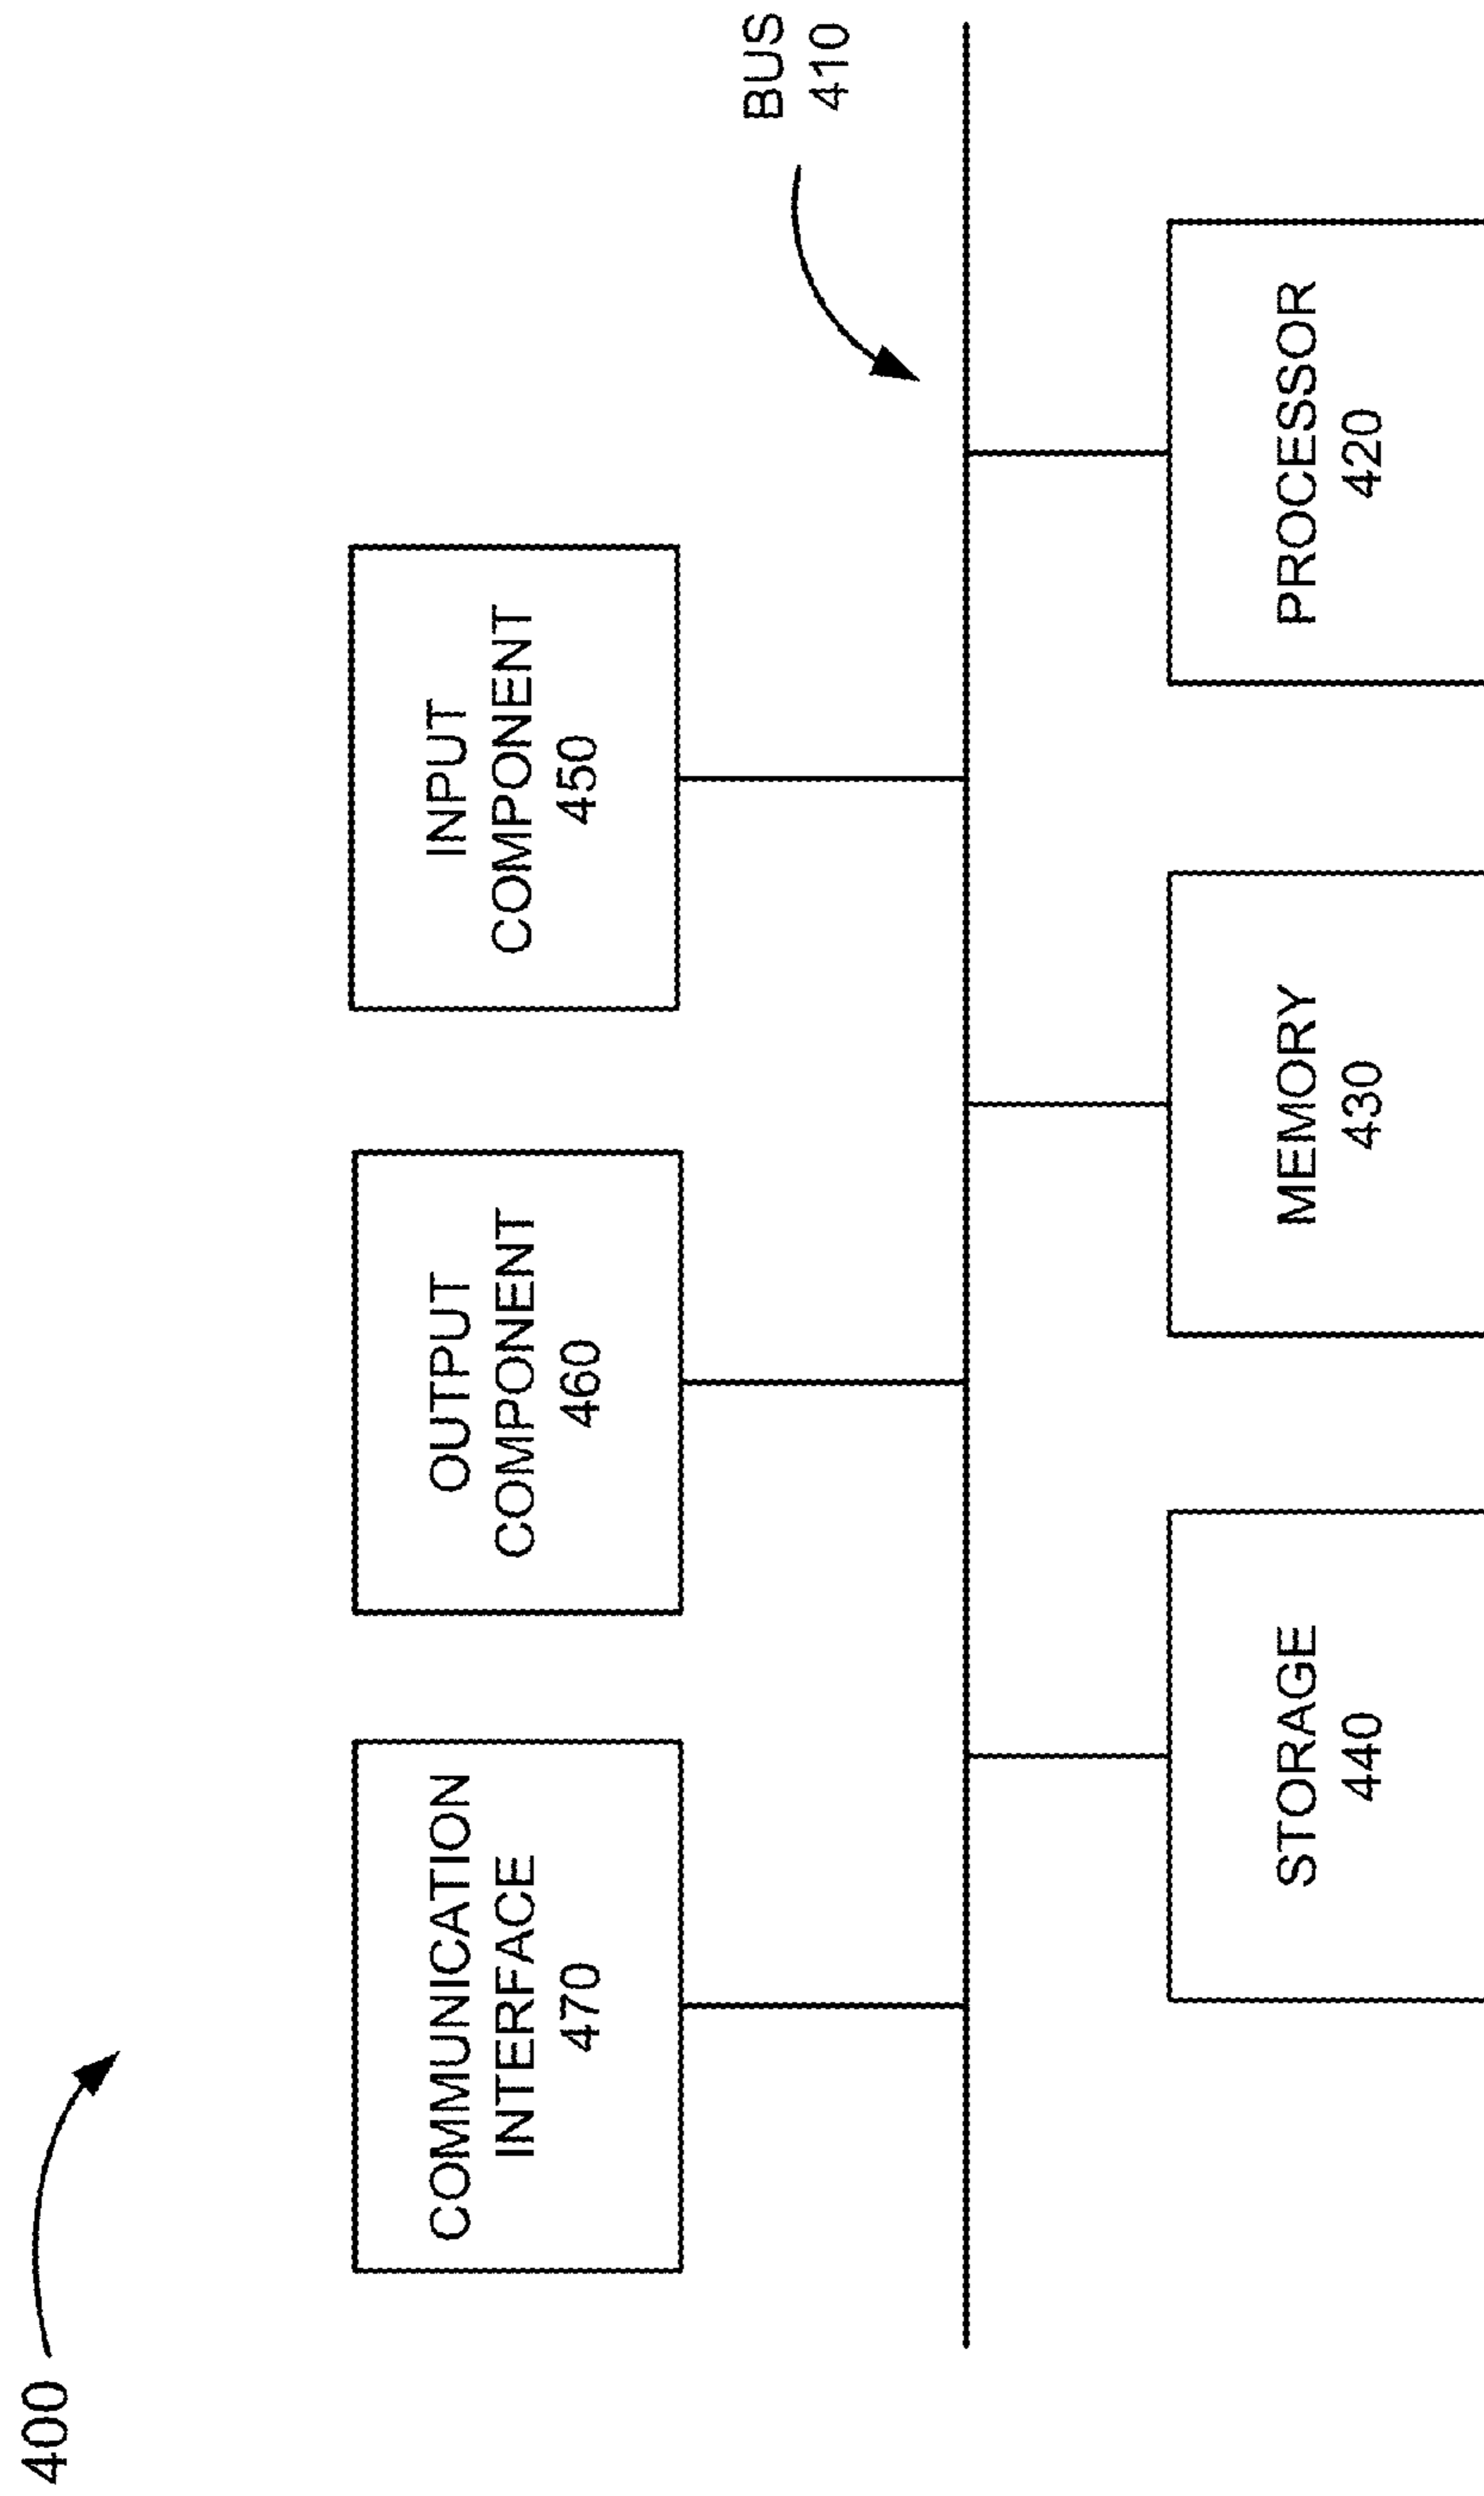 400
COMMUNICATION
INTERFACE
470
OUTPUT
COMPONENT
460
INPUT
COMPONENT
450
BUS
410
STORAGE
440
MEMORY
430
PROCESSOR
420